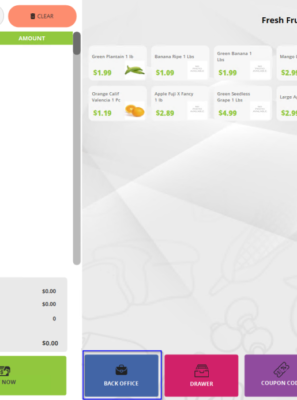 CLEAR
Fresh Fru
AMOUNT
Green Plantain 1 lb
$1.99
Banana Ripe 1 Lbs
$1.09
Green Banana 1
Lbs
$1.99
Mango
$2.9
Orange Calif
Valencia 1 Pc
$1.19
Apple Fuji 3 Fancy
1 lb
$2.89
Green Seedless
Grape 1 Lbs
$4.99
Large A
$2.9
$0.00
$0.00
0
$0.00
NOW
BACK OFFICE
DRAWER
COUPON CO